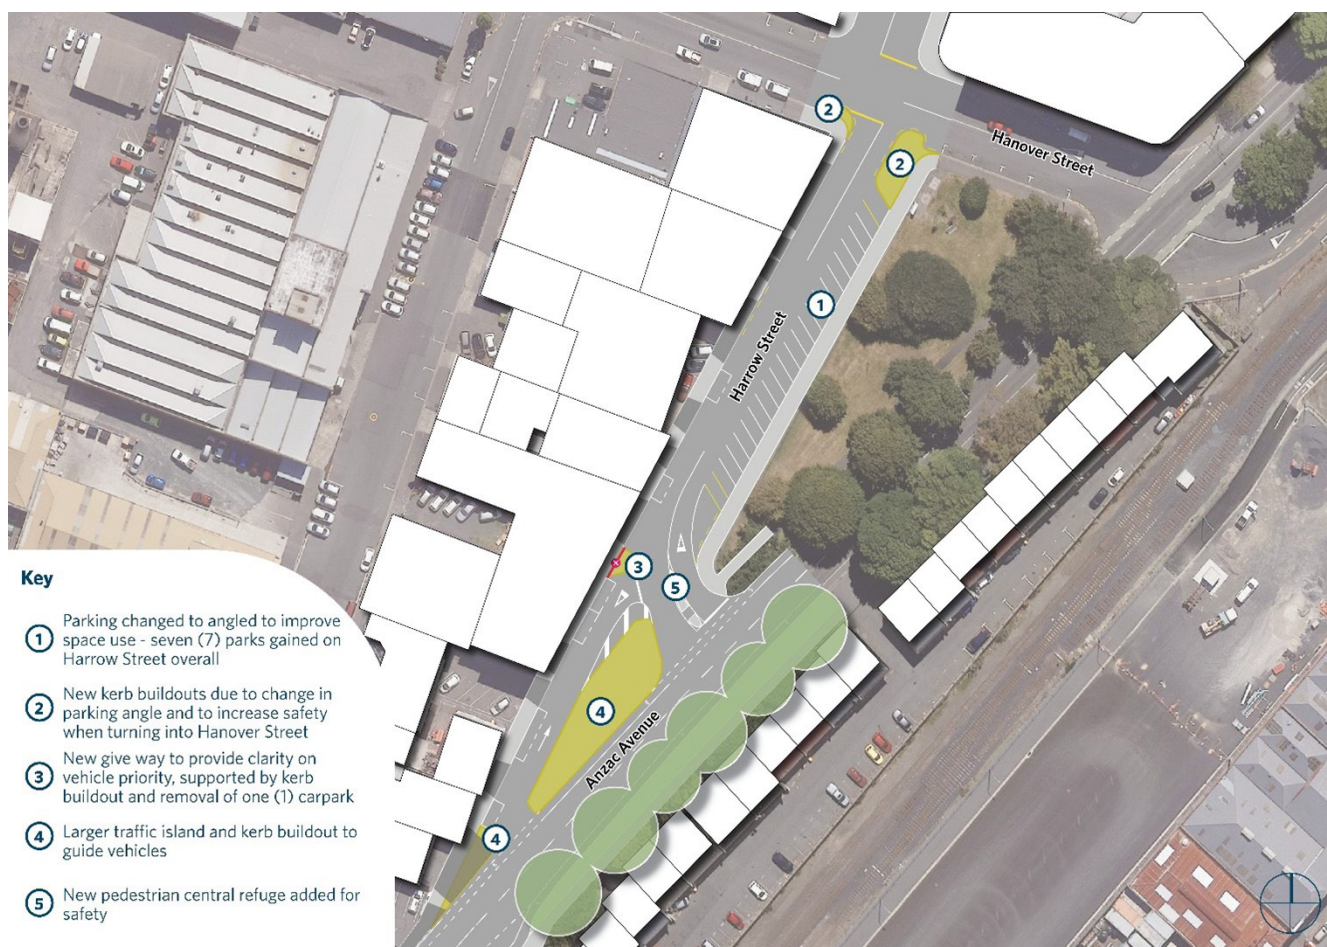 2
2
Hanover Street
1
Harrow Street
3
5
4
Anzac Avenue
4
Key
1 Parking changed to angled to improve
space use - seven (7) parks gained on
Harrow Street overall
2 New kerb buildouts due to change in
parking angle and to increase safety
when turning into Hanover Street
3 New give way to provide clarity on
vehicle priority, supported by kerb
buildout and removal of one (1) carpark
4 Larger traffic island and kerb buildout to
guide vehicles
5 New pedestrian central refuge added for
safety